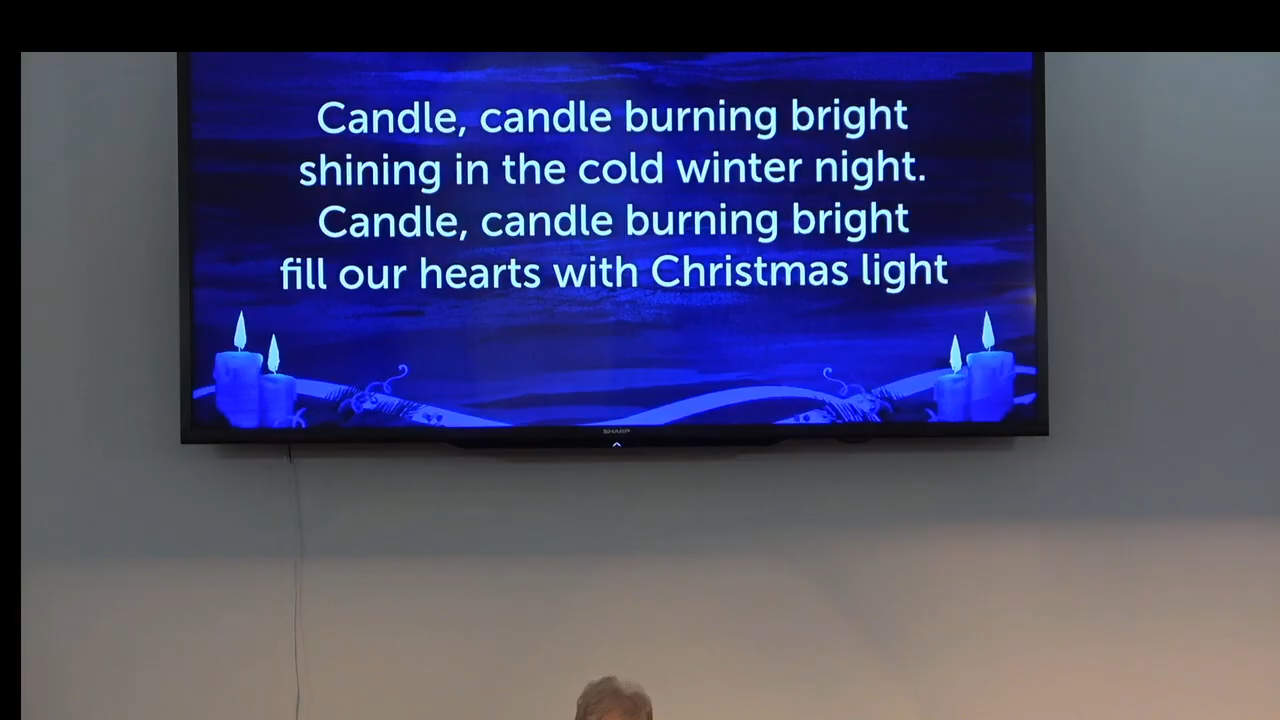 Candle, candle burning bright
shining in the cold winter night.
Candle, candle burning bright
fill our hearts with Christmas light
SHARP